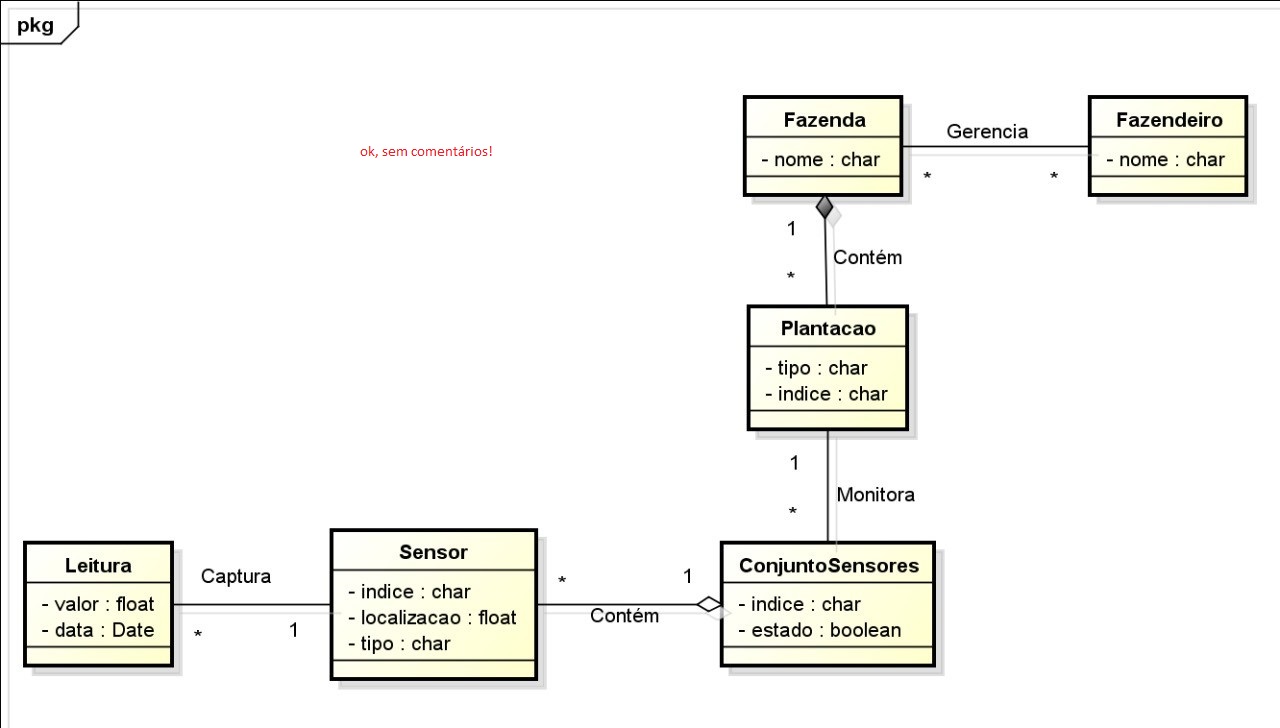 pkg
ok, sem comentários!
Fazenda
- nome : char
Gerencia
*
*
Fazendeiro
- nome : char
1
Contém
*
Plantacao
- tipo : char
- indice : char
1
Monitora
*
Leitura
- valor : float
- data : Date
Captura
*
1
Sensor
- indice : char
- localizacao : float
- tipo : char
*
1
Contém
ConjuntoSensores
- indice : char
- estado : boolean